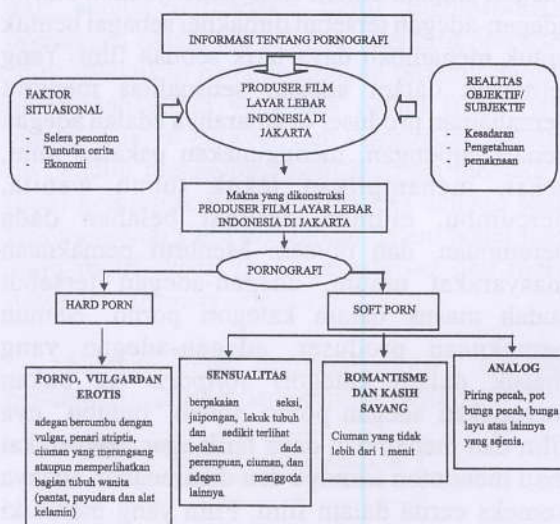 INFORMASI TENTANG PORNOGRAFI
FAKTOR
SITUASIONAL
- Selera penonton
- Tuntutan cerita
- Ekonomi
PRODUSER FILM
LAYAR LEBAR
INDONESIA DI
JAKARTA
REALITAS
OBJEKTIF/
SUBJEKTIF
- Kesadaran
- Pengetahuan
- pemaknaan
Makna yang dikonstruksi
PRODUSER FILM LAYAR LEBAR
INDONESIA DI JAKARTA
PORNOGRAFI
HARD PORN
SOFT PORN
PORNO, VULGARDAN
EROTIS
adegan bercumbu dengan
vulgar, penari striptis,
ciuman yang merangsang
ataupun memperlihatkan
bagian tubuh wanita
(pantat, payudara dan alat
kelamin)
SENSUALITAS
berpakaian seksi,
jaipongan, lekuk tubuh
dan sedikit terlihat
belahan dada
perempuan, ciuman, dan
adegan menggoda
lainnya.
ROMANTISME
DAN KASIH
SAYANG
Ciuman yang tidak
lebih dari 1 menit
ANALOG
Piring pecah, pot
bunga pecah, bunga
layu atau lainnya
yang sejenis.